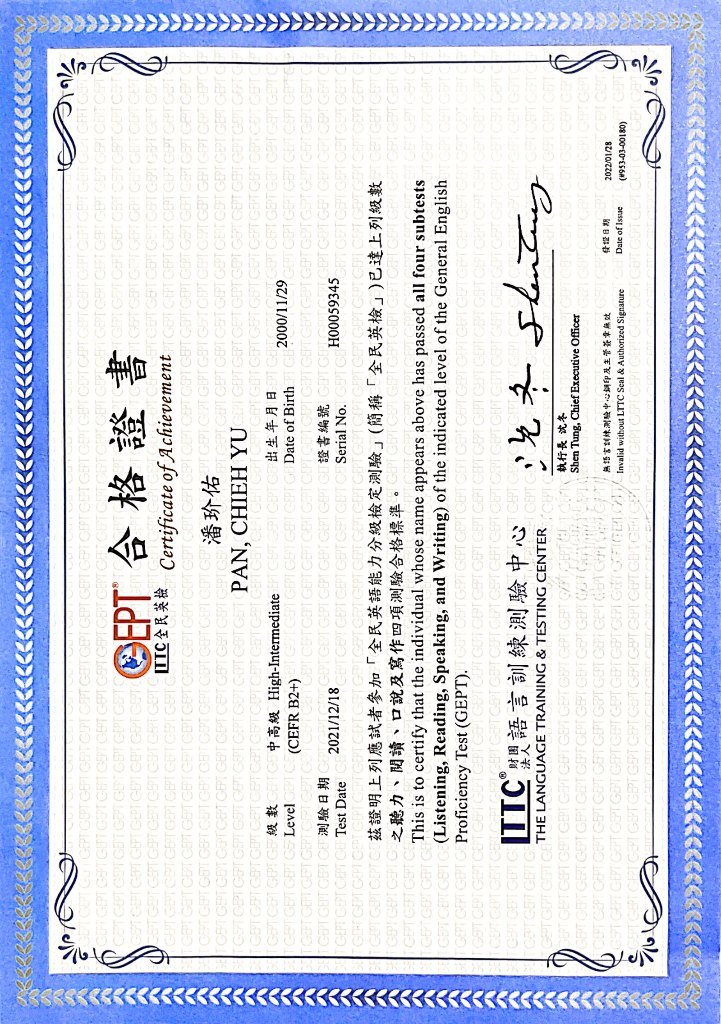 GEPT® 合格證書
LTTC 全民英檢 Certificate of Achievement
潘玠佑
PAN, CHIEH YU
級數 中高級 High-Intermediate 出生年月日 2000/11/29
Level (CEFR B2+) Date of Birth
測驗日期 2021/12/18 證書編號 H00059345
Test Date Serial No.
茲證明上列應試者參加「全民英語能力分級檢定測驗」(簡稱「全民英檢」)已達上列級數
之聽力、閱讀、口說及寫作四項測驗合格標準。
This is to certify that the individual whose name appears above has passed all four subtests
(Listening, Reading, Speaking, and Writing) of the indicated level of the General English
Proficiency Test (GEPT).
LTTC® 財團法人 語言訓練測驗中心
THE LANGUAGE TRAINING & TESTING CENTER
沈冬 Shen Tung
執行長 沈冬
Shen Tung, Chief Executive Officer
無語言訓練測驗中心鋼印及主管簽章無效 發證日期 2022/01/28
Invalid without LTTC Seal & Authorized Signature Date of Issue (#953-03-00180)